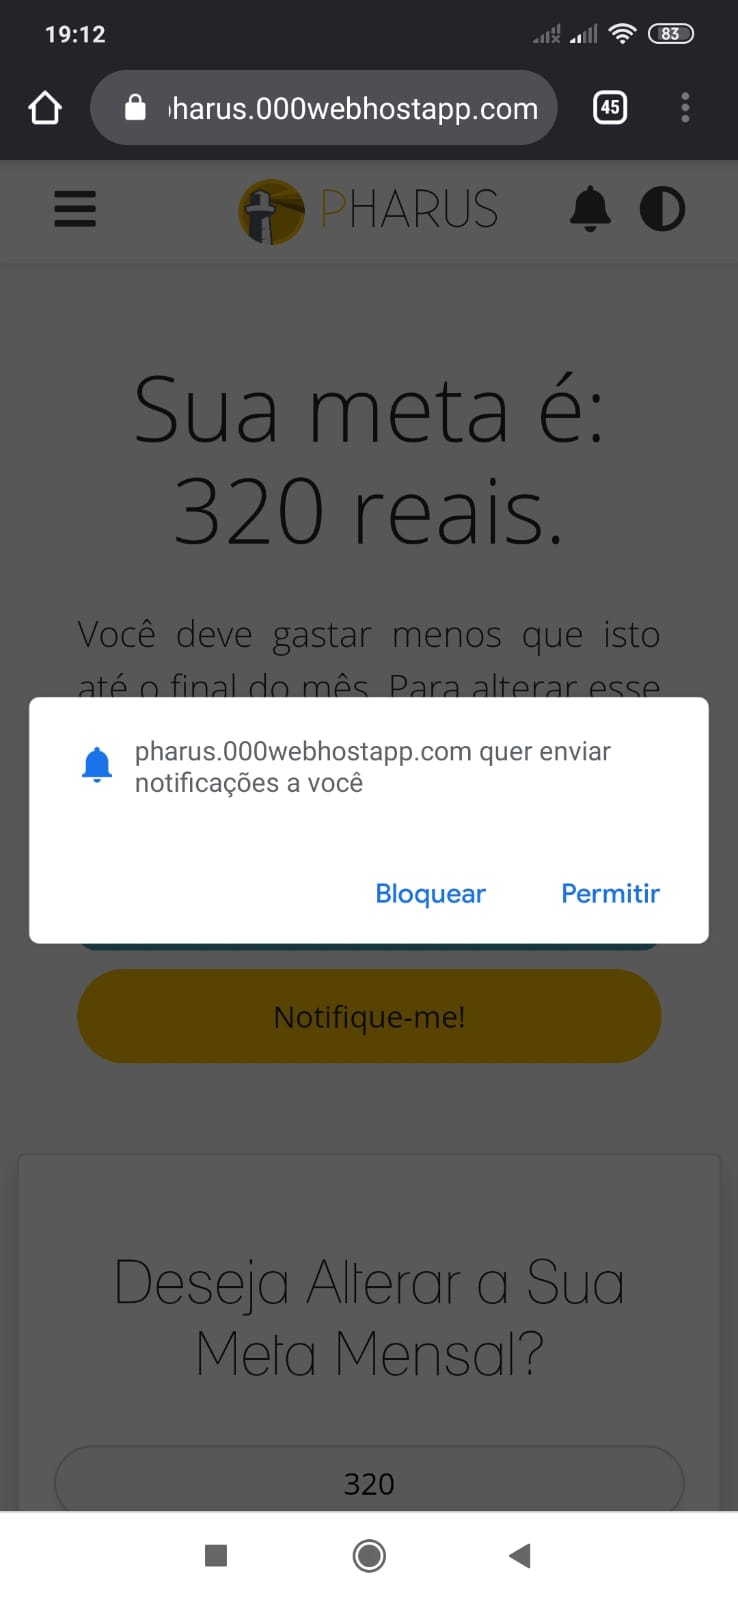 19:12
83
harus.000webhostapp.com
45
PHARUS
Sua meta é:
320 reais.
Você deve gastar menos que isto
até o final do mês. Para alterar esse
pharus.000webhostapp.com quer enviar
notificações a você
Bloquear
Permitir
Notifique-me!
Deseja Alterar a Sua
Meta Mensal?
320